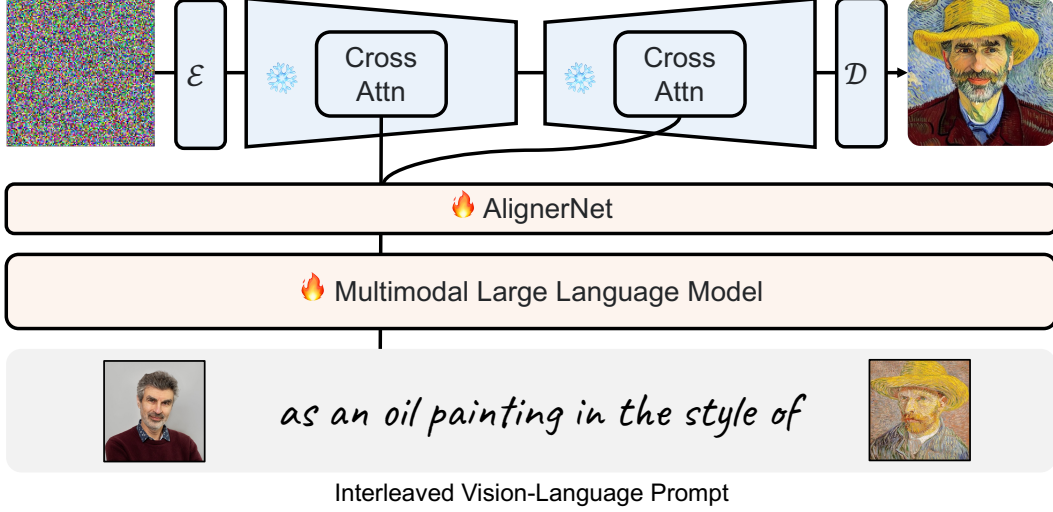 ℰ
Cross
Attn
Cross
Attn
𝒟
AlignerNet
Multimodal Large Language Model
as an oil painting in the style of
Interleaved Vision-Language Prompt